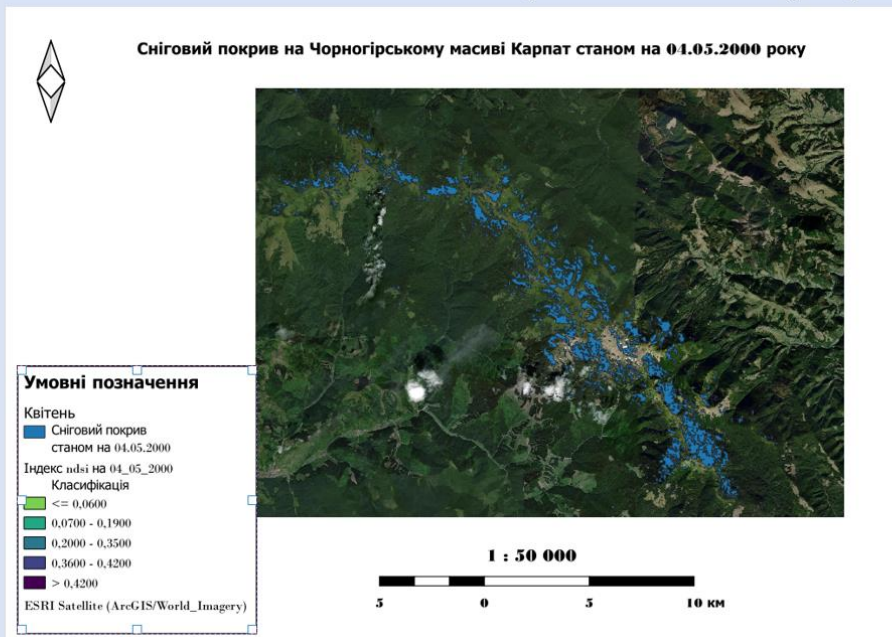 Сніговий покрив на Чорногірському масиві Карпат станом на 04.05.2000 року
Умовні позначення
Квітень
Сніговий покрив
станом на 04.05.2000
Індекс ndsi на 04_05_2000
Класифікація
<= 0,0600
0,0700 - 0,1900
0,2000 - 0,3500
0,3600 - 0,4200
> 0,4200
ESRI Satellite (ArcGIS/World_Imagery)
1 : 50 000
5 0 5 10 км